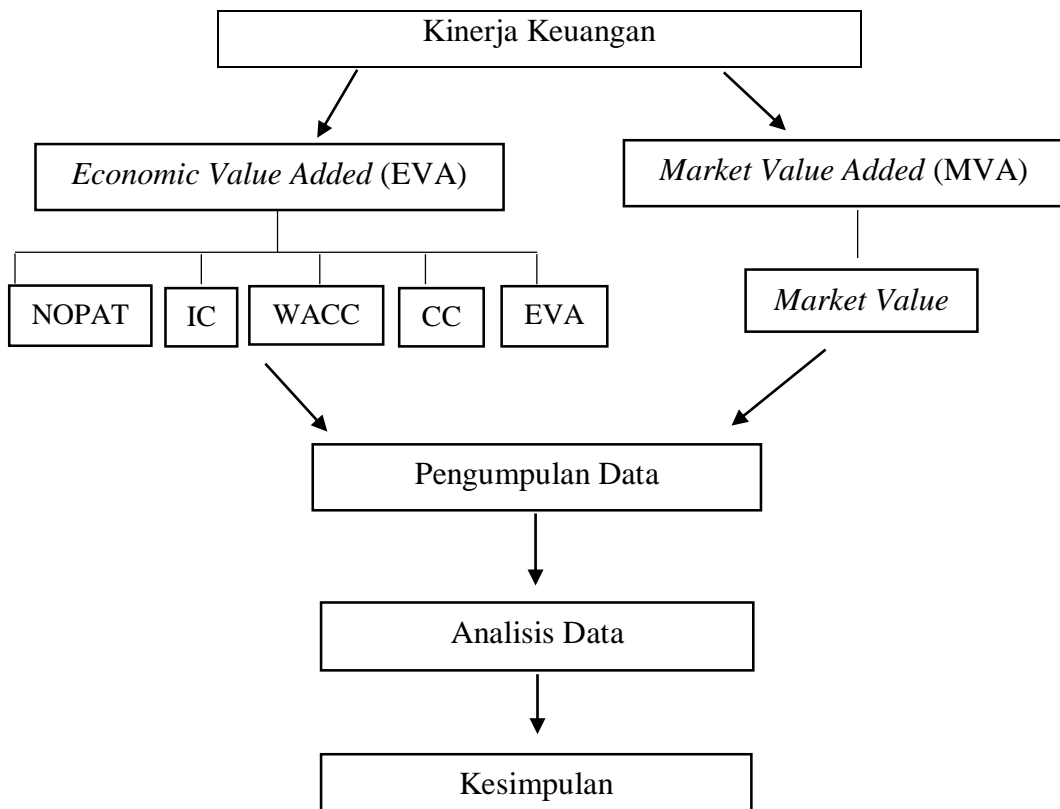 Kinerja Keuangan
Economic Value Added (EVA)
Market Value Added (MVA)
NOPAT
IC
WACC
CC
EVA
Market Value
Pengumpulan Data
Analisis Data
Kesimpulan